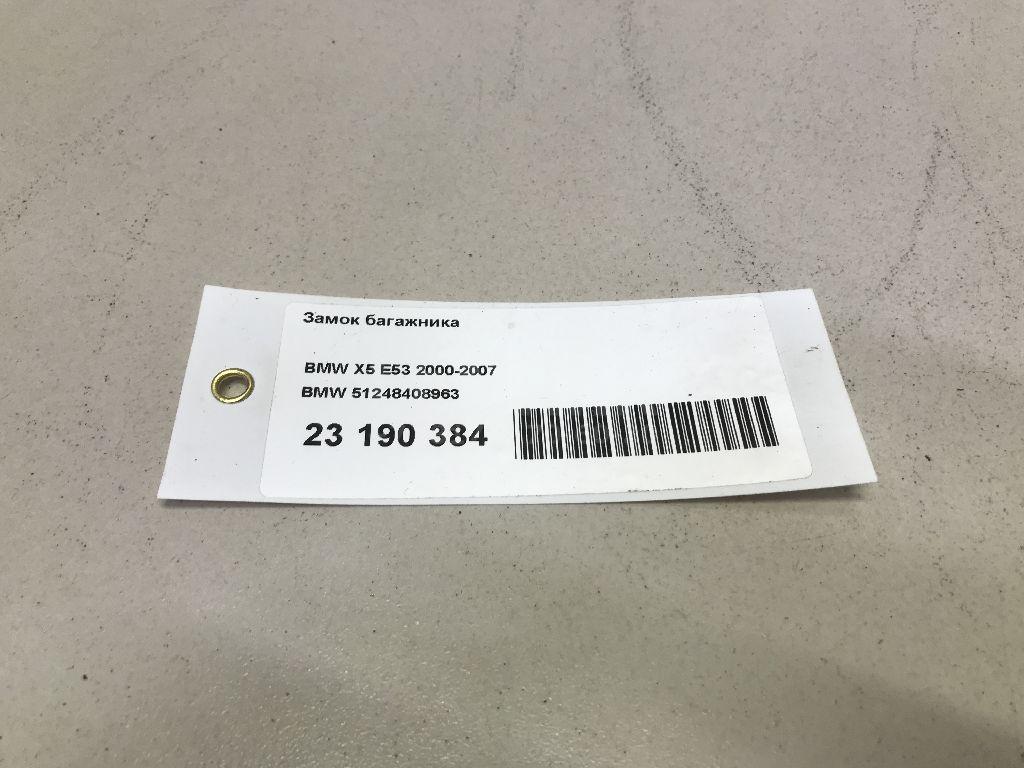 Замок багажника
BMW X5 E53 2000-2007
BMW 51248408963
23 190 384